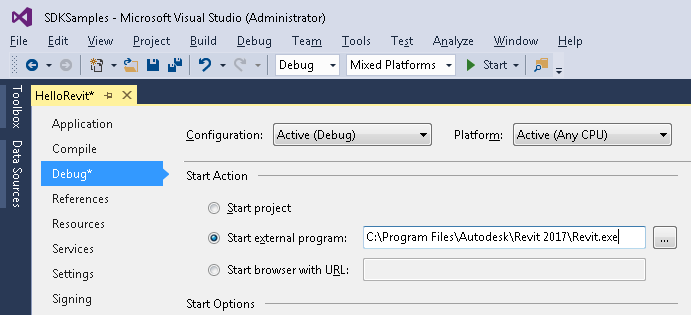 SDKSamples - Microsoft Visual Studio (Administrator)
File Edit View Project Build Debug Team Tools Test Analyze Window Help
Debug Mixed Platforms Start
HelloRevit*
Toolbox
Data Sources
Application
Compile
Debug*
References
Resources
Services
Settings
Signing
Configuration: Active (Debug) Platform: Active (Any CPU)
Start Action
Start project
Start external program: C:\Program Files\Autodesk\Revit 2017\Revit.exe ...
Start browser with URL:
Start Options